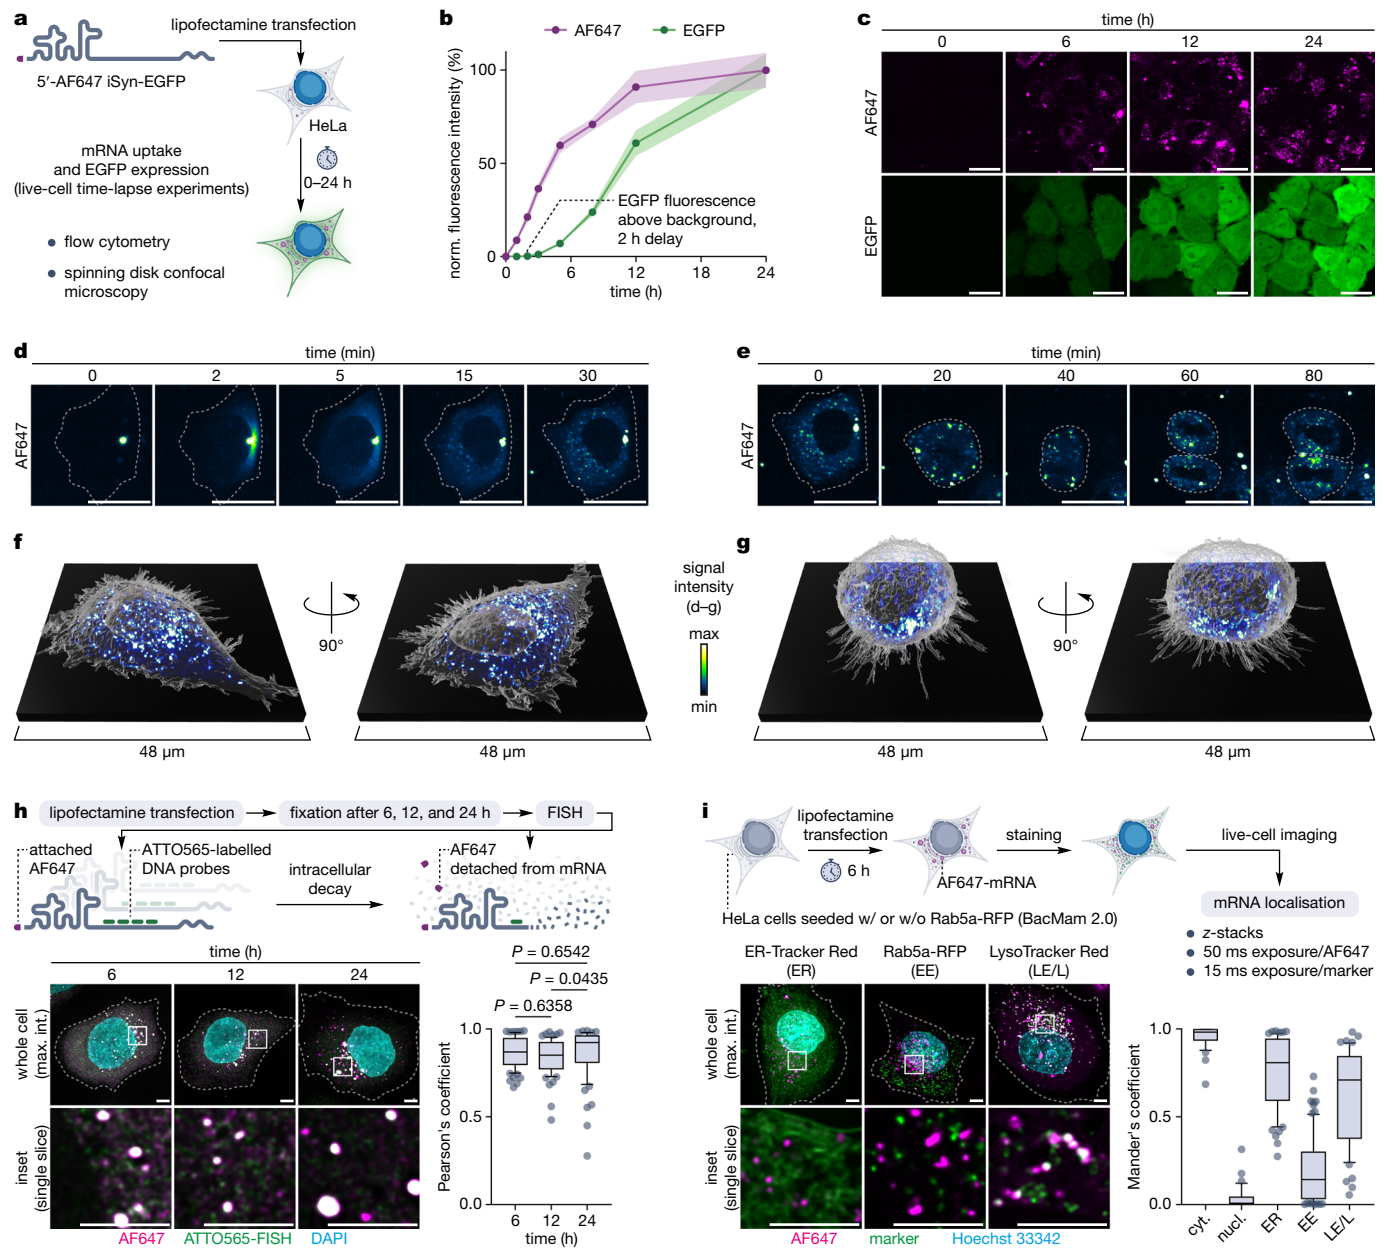 a
lipofectamine transfection
5′-AF647 iSyn-EGFP
HeLa
mRNA uptake
and EGFP expression
(live-cell time-lapse experiments)
0–24 h
flow cytometry
spinning disk confocal
microscopy
b
AF647
EGFP
norm. fluorescence intensity (%)
100
50
0
EGFP fluorescence
above background,
2 h delay
0 6 12 18 24
time (h)
c
time (h)
0 6 12 24
AF647
EGFP
d
time (min)
0 2 5 15 30
AF647
e
time (min)
0 20 40 60 80
AF647
f
90°
48 µm
48 µm
signal
intensity
(d–g)
max
min
g
90°
48 µm
48 µm
h
lipofectamine transfection
fixation after 6, 12, and 24 h
FISH
attached
AF647
ATTO565-labelled
DNA probes
intracellular
decay
AF647
detached from mRNA
time (h)
6 12 24
whole cell
(max. int.)
inset
(single slice)
AF647 ATTO565-FISH DAPI
P = 0.6542
P = 0.0435
P = 0.6358
Pearson's coefficient
1.0
0.5
0.0
6 12 24
time (h)
i
lipofectamine
transfection
6 h
staining
live-cell imaging
AF647-mRNA
HeLa cells seeded w/ or w/o Rab5a-RFP (BacMam 2.0)
mRNA localisation
z-stacks
50 ms exposure/AF647
15 ms exposure/marker
ER-Tracker Red
(ER)
Rab5a-RFP
(EE)
LysoTracker Red
(LE/L)
whole cell
(max. int.)
inset
(single slice)
AF647 marker Hoechst 33342
Mander's coefficient
1.0
0.5
0.0
cyt. nucl. ER EE LE/L